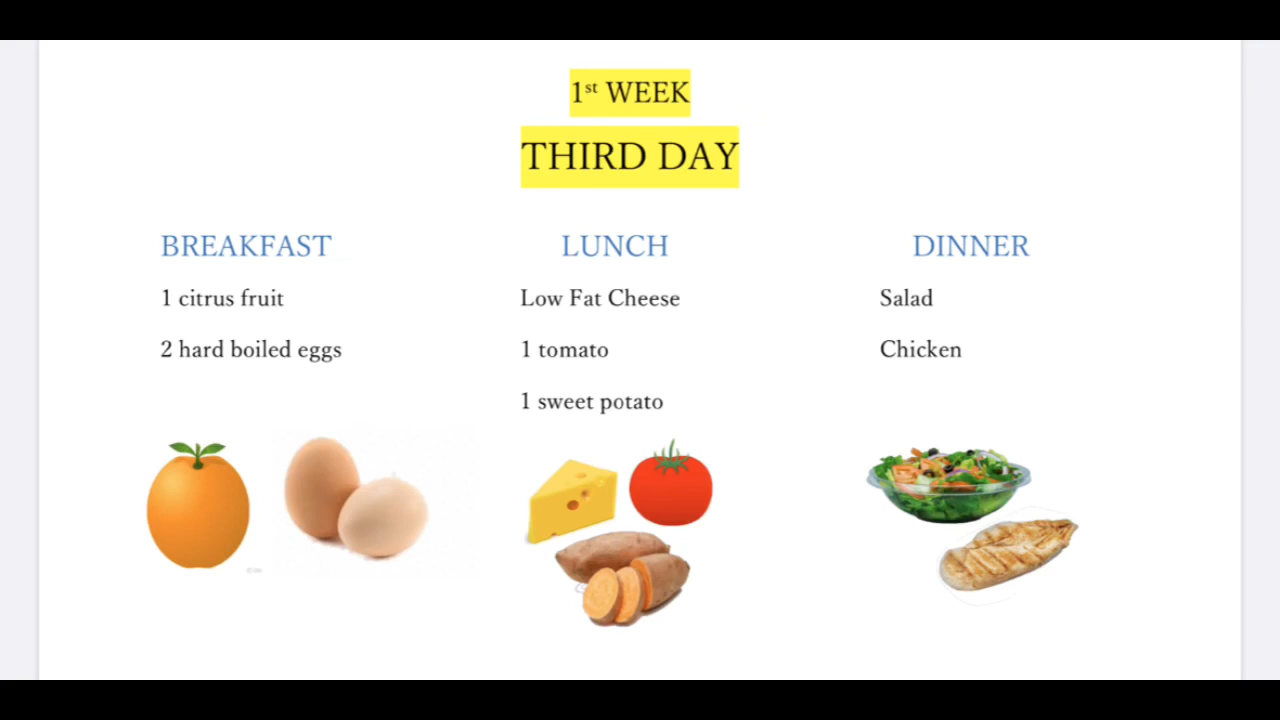 1st WEEK
THIRD DAY
BREAKFAST
1 citrus fruit
2 hard boiled eggs
LUNCH
Low Fat Cheese
1 tomato
1 sweet potato
DINNER
Salad
Chicken